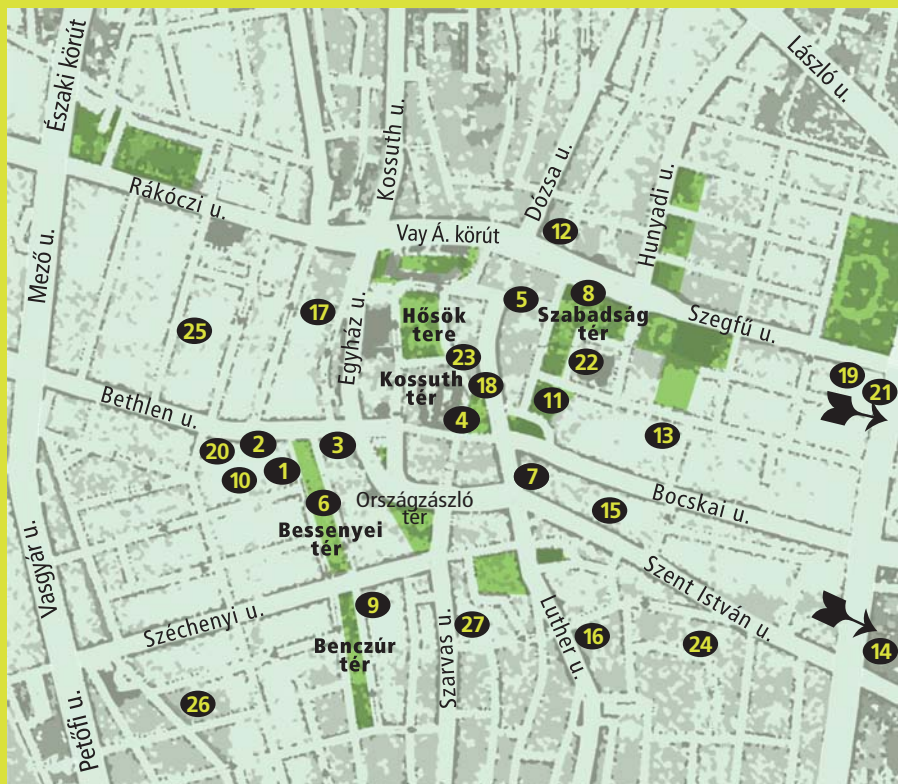 László u.
Északi körút
Kossuth u.
Dózsa u.
Hunyadi u.
Rákóczi u.
Vay Á. körút
12
Mező u.
8
5
17
Hősök
tere
Szabadság
tér
Szegfű u.
25
Egyház u.
23
22
Kossuth
tér
18
19
21
Bethlen u.
11
4
13
20
2
3
1
10
7
Országzászló
tér
6
Bessenyei
tér
15
Bocskai u.
Vasgyár u.
Szent István u.
Széchenyi u.
9
Benczúr
tér
Szarvas u.
27
Luther u.
16
24
14
26
Petőfi u.